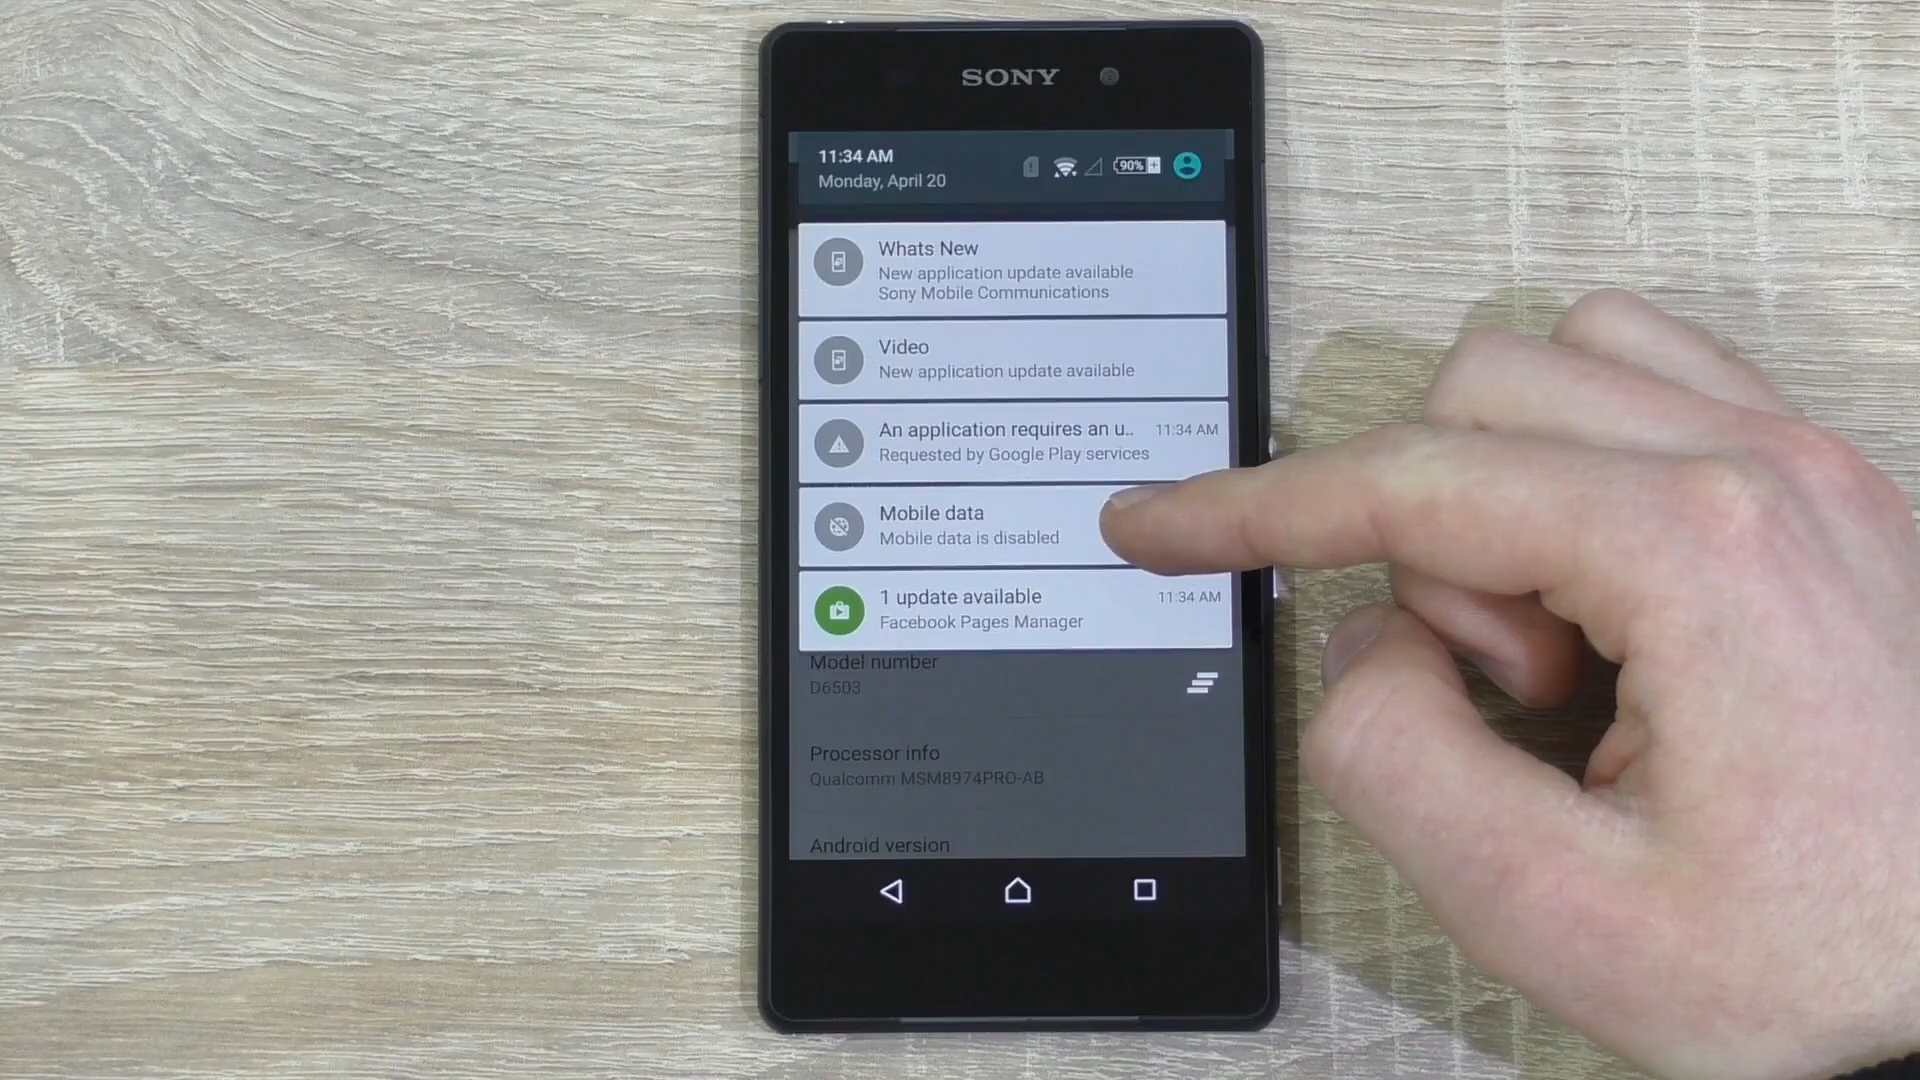 SONY
11:34 AM
Monday, April 20
90%
Whats New
New application update available
Sony Mobile Communications
Video
New application update available
An application requires an u.. 11:34 AM
Requested by Google Play services
Mobile data
Mobile data is disabled
1 update available 11:34 AM
Facebook Pages Manager
Model number
D6503
Processor info
Qualcomm MSM8974PRO-AB
Android version